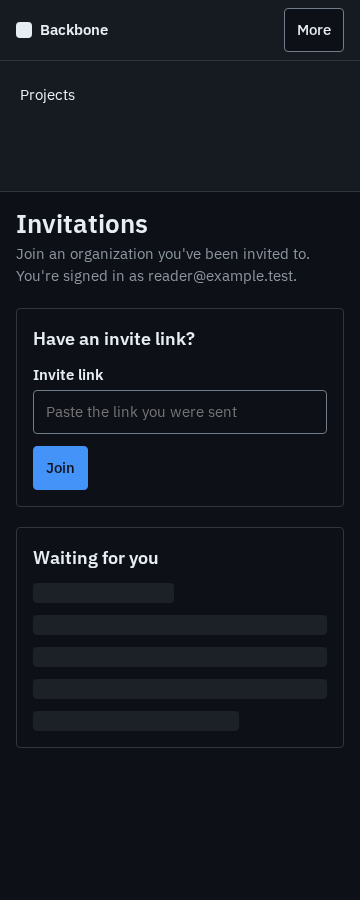 Backbone
More
Projects
Invitations
Join an organization you've been invited to.
You're signed in as reader@example.test.
Have an invite link?
Invite link
Paste the link you were sent
Join
Waiting for you